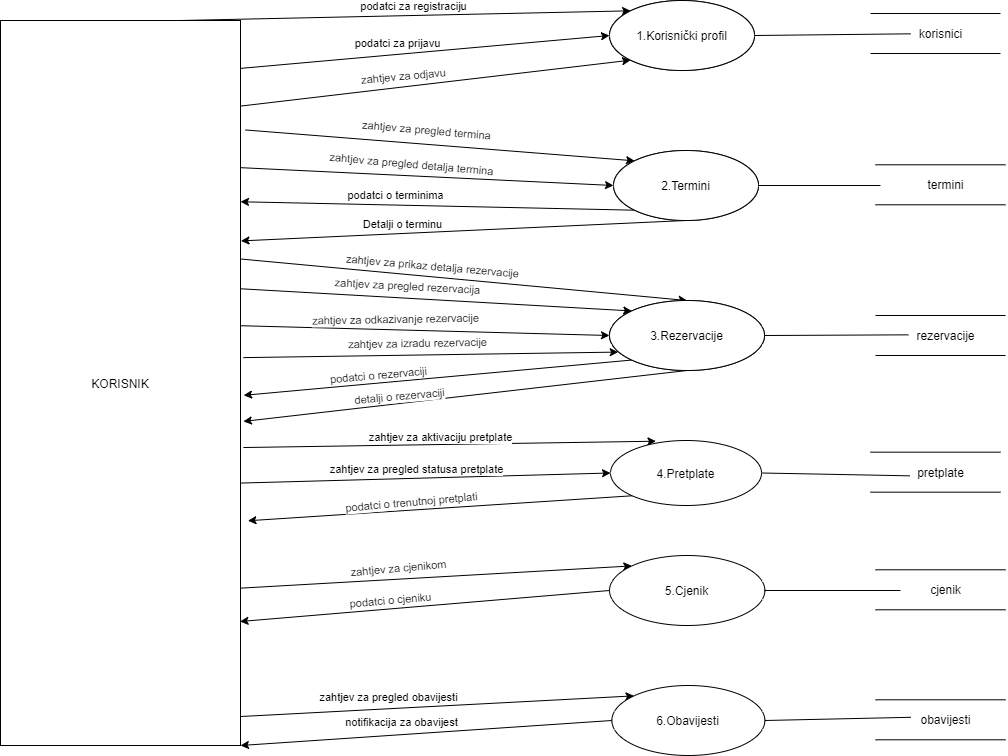 podatci za registraciju
1.Korisnički profil
korisnici
podatci za prijavu
zahtjev za odjavu
zahtjev za pregled termina
zahtjev za pregled detalja termina
2.Termini
termini
podatci o terminima
Detalji o terminu
zahtjev za prikaz detalja rezervacije
zahtjev za pregled rezervacija
zahtjev za odkazivanje rezervacije
3.Rezervacije
rezervacije
zahtjev za izradu rezervacije
podatci o rezervaciji
KORISNIK
detalji o rezervaciji
zahtjev za aktivaciju pretplate
zahtjev za pregled statusa pretplate
4.Pretplate
pretplate
podatci o trenutnoj pretplati
zahtjev za cjenikom
5.Cjenik
cjenik
podatci o cjeniku
zahtjev za pregled obavijesti
notifikacija za obavijest
6.Obavijesti
obavijesti